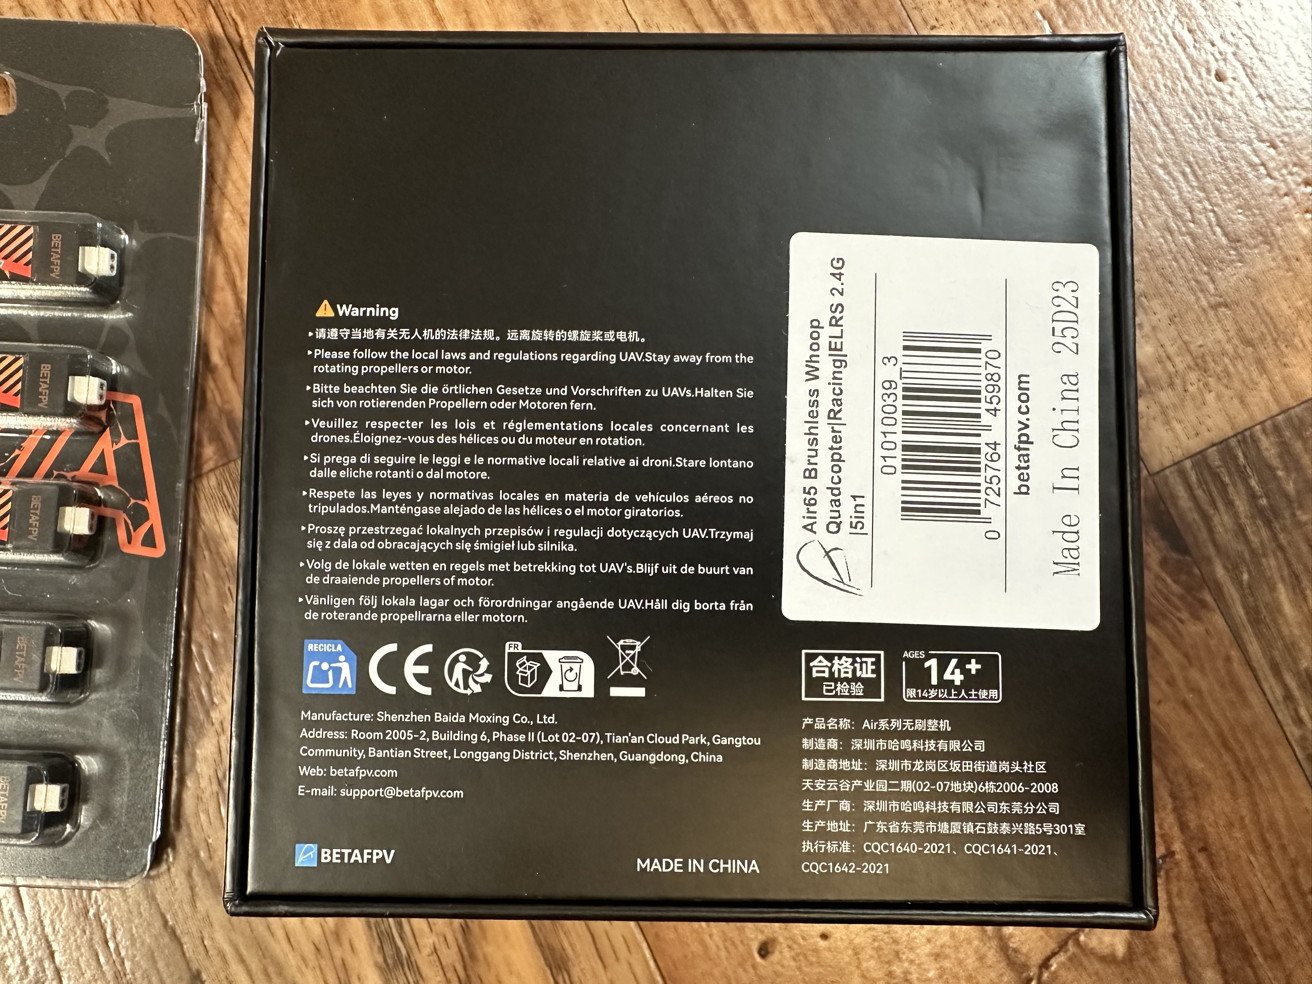 BETAFPV
BETAFPV
BETAFPV
BETAFPV
BETAFPV
Warning
请遵守当地有关无人机的法律法规。远离旋转的螺旋桨或电机。
Please follow the local laws and regulations regarding UAV.Stay away from the
rotating propellers or motor.
Bitte beachten Sie die örtlichen Gesetze und Vorschriften zu UAVs.Halten Sie
sich von rotierenden Propellern oder Motoren fern.
Veuillez respecter les lois et réglementations locales concernant les
drones.Éloignez-vous des hélices ou du moteur en rotation.
Si prega di seguire le leggi e le normative locali relative ai droni.Stare lontano
dalle eliche rotanti o dal motore.
Respete las leyes y normativas locales en materia de vehículos aéreos no
tripulados.Manténgase alejado de las hélices o el motor giratorios.
Proszę przestrzegać lokalnych przepisów i regulacji dotyczących UAV.Trzymaj
się z dala od obracających się śmigieł lub silnika.
Volg de lokale wetten en regels met betrekking tot UAV's.Blijf uit de buurt van
de draaiende propellers of motor.
Vänligen följ lokala lagar och förordningar angående UAV.Håll dig borta från
de roterande propellrarna eller motorn.
RECICLA
CE
FR
Manufacture: Shenzhen Baida Moxing Co., Ltd.
Address: Room 2005-2, Building 6, Phase II (Lot 02-07), Tian'an Cloud Park, Gangtou
Community, Bantian Street, Longgang District, Shenzhen, Guangdong, China
Web: betafpv.com
E-mail: support@betafpv.com
BETAFPV
MADE IN CHINA
Air65 Brushless Whoop
Quadcopter|Racing|ELRS 2.4G
|5in1
01010039_3
0 725764 459870
betafpv.com
Made In China 25D23
合格证
已检验
AGES
14+
限14岁以上人士使用
产品名称：Air系列无刷整机
制造商：深圳市哈鸣科技有限公司
制造商地址：深圳市龙岗区坂田街道岗头社区
天安云谷产业园二期(02-07地块)6栋2006-2008
生产厂商：深圳市哈鸣科技有限公司东莞分公司
生产地址：广东省东莞市塘厦镇石鼓泰兴路5号301室
执行标准：CQC1640-2021、CQC1641-2021、
CQC1642-2021